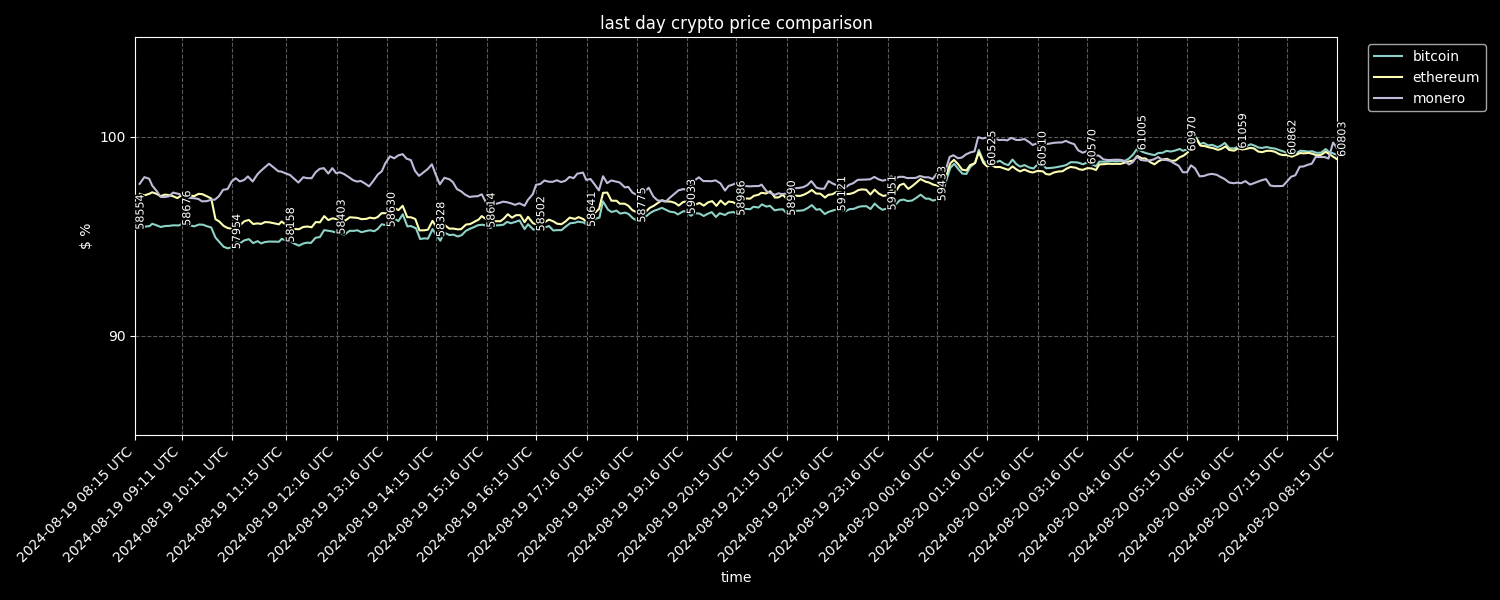 last day crypto price comparison
bitcoin
ethereum
monero
$ %
100
90
58554
58676
57954
58158
58403
58630
58328
58694
58502
58641
58775
59033
58986
58990
59121
59151
59433
60525
60510
60570
61005
60970
61059
60862
60803
2024-08-19 08:15 UTC
2024-08-19 09:11 UTC
2024-08-19 10:11 UTC
2024-08-19 11:15 UTC
2024-08-19 12:16 UTC
2024-08-19 13:16 UTC
2024-08-19 14:15 UTC
2024-08-19 15:16 UTC
2024-08-19 16:15 UTC
2024-08-19 17:16 UTC
2024-08-19 18:16 UTC
2024-08-19 19:16 UTC
2024-08-19 20:15 UTC
2024-08-19 21:15 UTC
2024-08-19 22:16 UTC
2024-08-19 23:16 UTC
2024-08-20 00:16 UTC
2024-08-20 01:16 UTC
2024-08-20 02:16 UTC
2024-08-20 03:16 UTC
2024-08-20 04:16 UTC
2024-08-20 05:15 UTC
2024-08-20 06:16 UTC
2024-08-20 07:15 UTC
2024-08-20 08:15 UTC
time